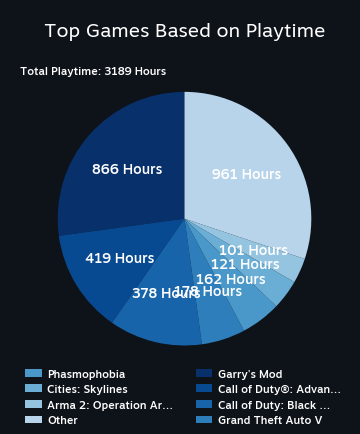 Top Games Based on Playtime
Total Playtime: 3189 Hours
866 Hours
961 Hours
419 Hours
101 Hours
121 Hours
162 Hours
378 Hours
178 Hours
Phasmophobia
Garry's Mod
Cities: Skylines
Call of Duty®: Advan...
Arma 2: Operation Ar...
Call of Duty: Black ...
Other
Grand Theft Auto V